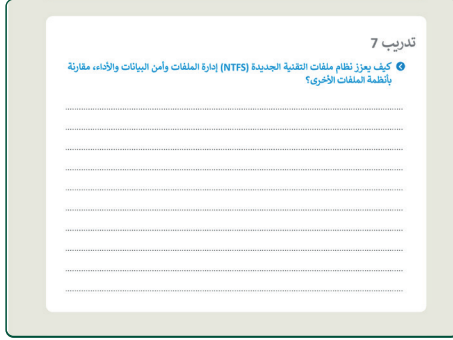 تدريب 7
كيف يعزز نظام ملفات التقنية الجديدة (NTFS) إدارة الملفات وأمن البيانات والأداء، مقارنة
بأنظمة الملفات الأخرى؟